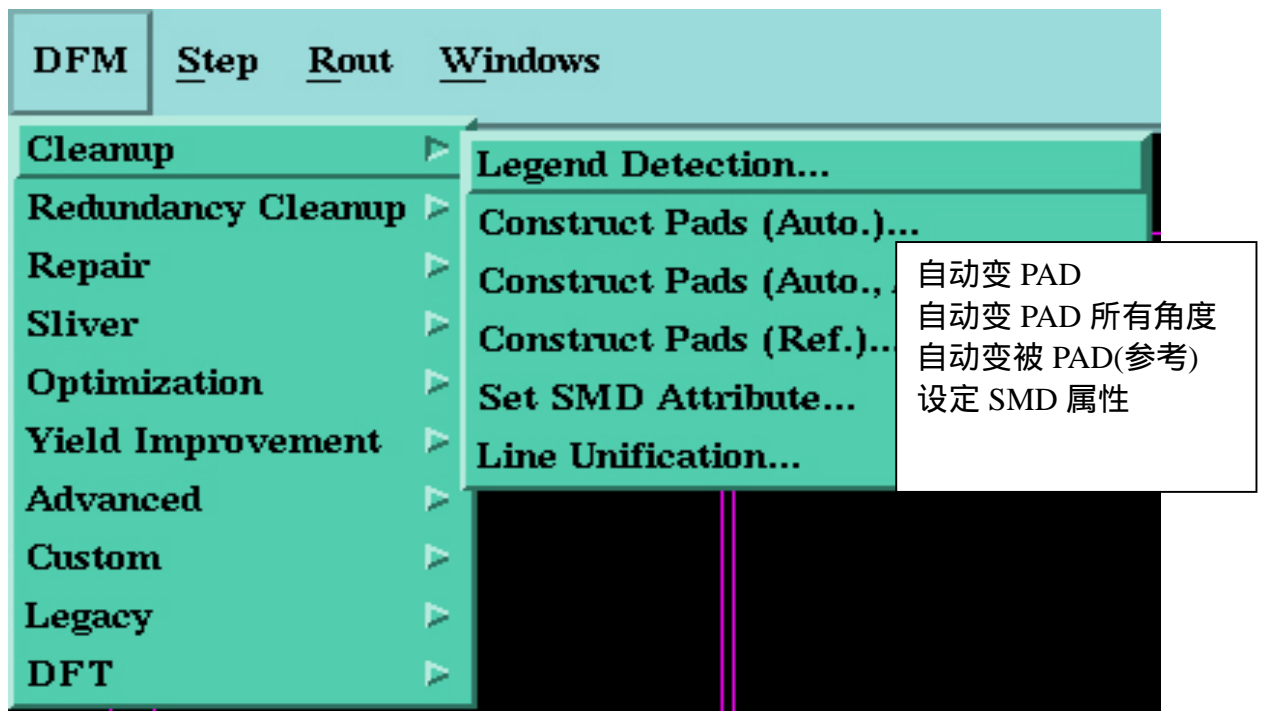 DFM Step Rout Windows
Cleanup
Redundancy Cleanup
Repair
Sliver
Optimization
Yield Improvement
Advanced
Custom
Legacy
DFT
Legend Detection...
Construct Pads (Auto.)...
Construct Pads (Auto.,
Construct Pads (Ref.)...
Set SMD Attribute...
Line Unification...
自动变 PAD
自动变 PAD 所有角度
自动变被 PAD(参考)
设定 SMD 属性